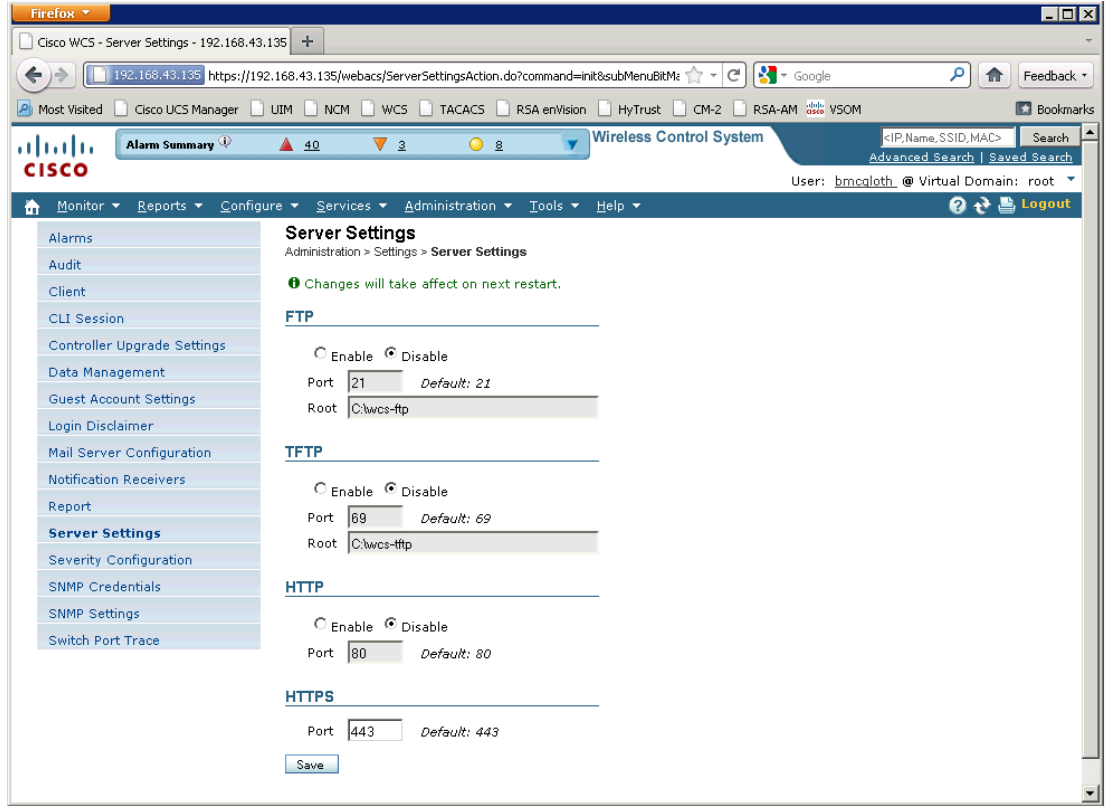 Firefox
Cisco WCS - Server Settings - 192.168.43.135
192.168.43.135 https://192.168.43.135/webacs/ServerSettingsAction.do?command=init&subMenuBitMa
Google
Feedback
Most Visited Cisco UCS Manager UIM NCM WCS TACACS RSA enVision HyTrust CM-2 RSA-AM VSOM Bookmarks
CISCO
Alarm Summary 40 3 8
Wireless Control System
<IP,Name,SSID,MAC> Search
Advanced Search | Saved Search
User: bmcgloth @ Virtual Domain: root
Monitor Reports Configure Services Administration Tools Help Logout
Alarms
Audit
Client
CLI Session
Controller Upgrade Settings
Data Management
Guest Account Settings
Login Disclaimer
Mail Server Configuration
Notification Receivers
Report
Server Settings
Severity Configuration
SNMP Credentials
SNMP Settings
Switch Port Trace
Server Settings
Administration > Settings > Server Settings
Changes will take affect on next restart.
FTP
Enable Disable
Port 21 Default: 21
Root C:\wcs-ftp
TFTP
Enable Disable
Port 69 Default: 69
Root C:\wcs-tftp
HTTP
Enable Disable
Port 80 Default: 80
HTTPS
Port 443 Default: 443
Save